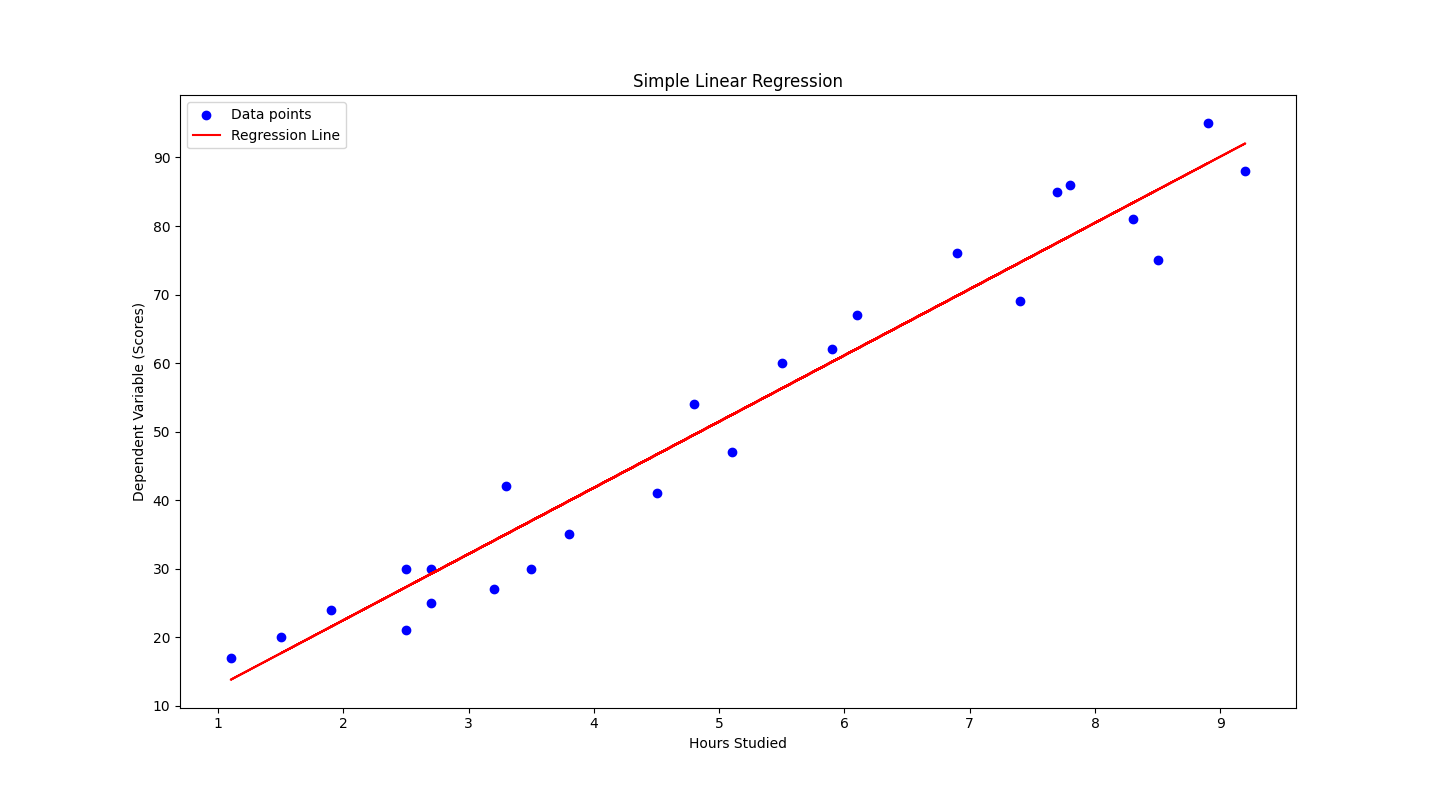 Simple Linear Regression
Data points
Regression Line
90
80
70
60
50
40
30
20
10
Dependent Variable (Scores)
1 2 3 4 5 6 7 8 9
Hours Studied